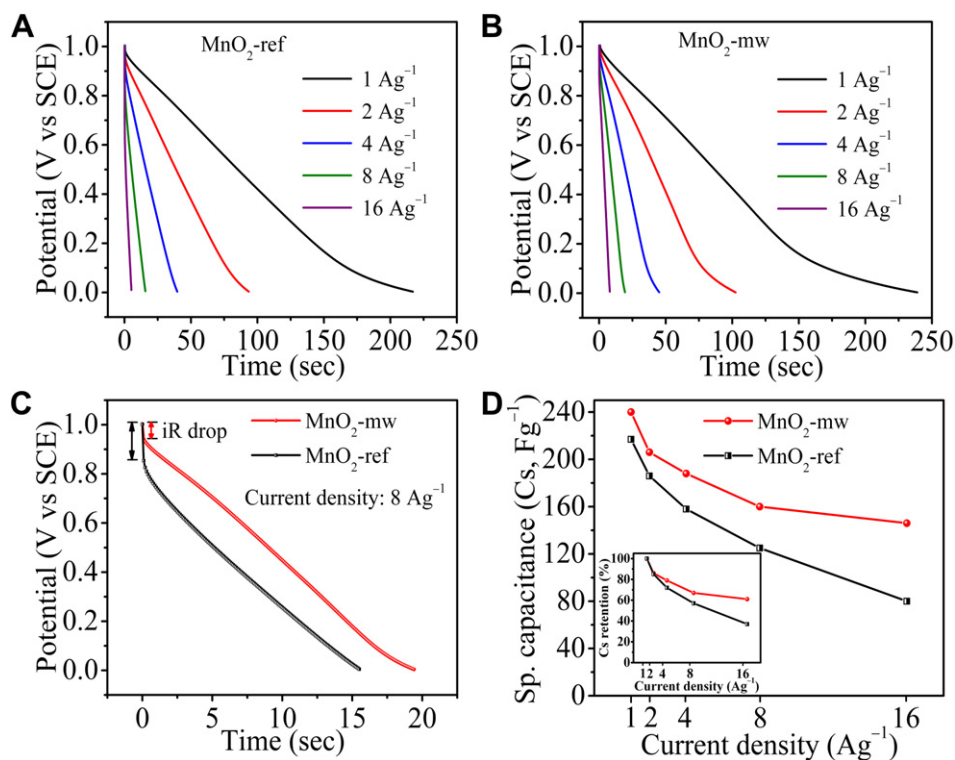 A
MnO₂-ref
1 Ag⁻¹
2 Ag⁻¹
4 Ag⁻¹
8 Ag⁻¹
16 Ag⁻¹
Potential (V vs SCE)
1.0
0.8
0.6
0.4
0.2
0.0
0 50 100 150 200 250
Time (sec)
B
MnO₂-mw
1 Ag⁻¹
2 Ag⁻¹
4 Ag⁻¹
8 Ag⁻¹
16 Ag⁻¹
Potential (V vs SCE)
1.0
0.8
0.6
0.4
0.2
0.0
0 50 100 150 200 250
Time (sec)
C
MnO₂-mw
iR drop
MnO₂-ref
Current density: 8 Ag⁻¹
Potential (V vs SCE)
1.0
0.8
0.6
0.4
0.2
0.0
0 5 10 15 20
Time (sec)
D
MnO₂-mw
MnO₂-ref
Sp. capacitance (Cs, Fg⁻¹)
240
200
160
120
80
40
0
1 2 4 8 16
Current density (Ag⁻¹)
Cs retention (%)
100
80
60
40
20
0
1 2 4 8 16
Current density (Ag⁻¹)